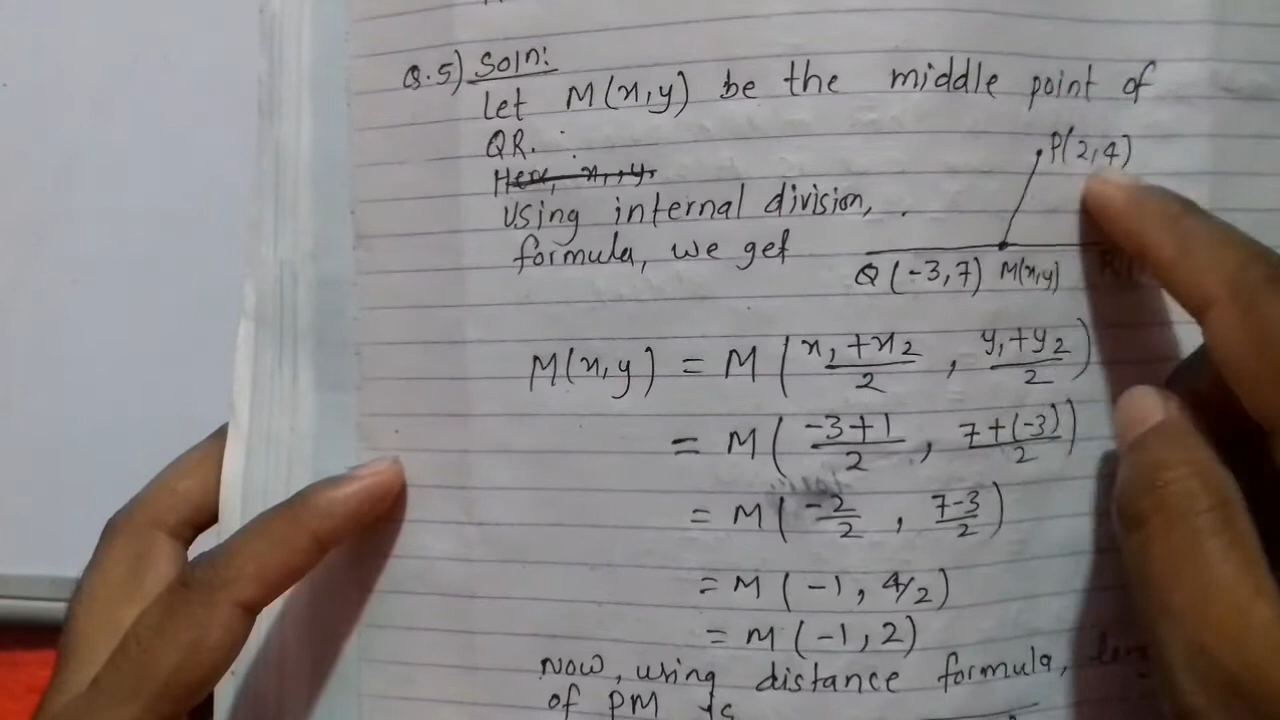 Q.5) Soln:
Let M(x,y) be the middle point of
QR.
Here, x,, y,
P(2,4)
Using internal division,
formula, we get
Q (-3,7) M(x,y)
M(x,y) = M ( x₁+x₂/2 , y₁+y₂/2 )
= M ( -3+1/2 , 7+(-3)/2 )
= M ( -2/2 , 7-3/2 )
= M (-1, 4/2)
= M (-1, 2)
Now, using distance formula,
of PM is